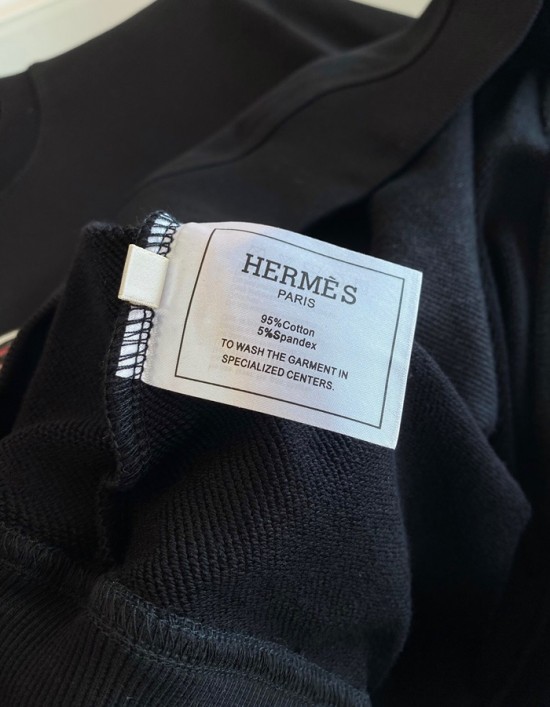 HERMÈS
PARIS
95%Cotton
5%Spandex
TO WASH THE GARMENT IN
SPECIALIZED CENTERS.